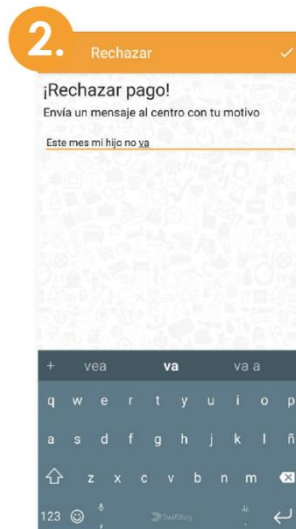 2.
Rechazar
¡Rechazar pago!
Envía un mensaje al centro con tu motivo
Este mes mi hijo no va
+ vea va va a
q w e r t y u i o p
a s d f g h j k l ñ
z x c v b n m
123 , SwiftKey .